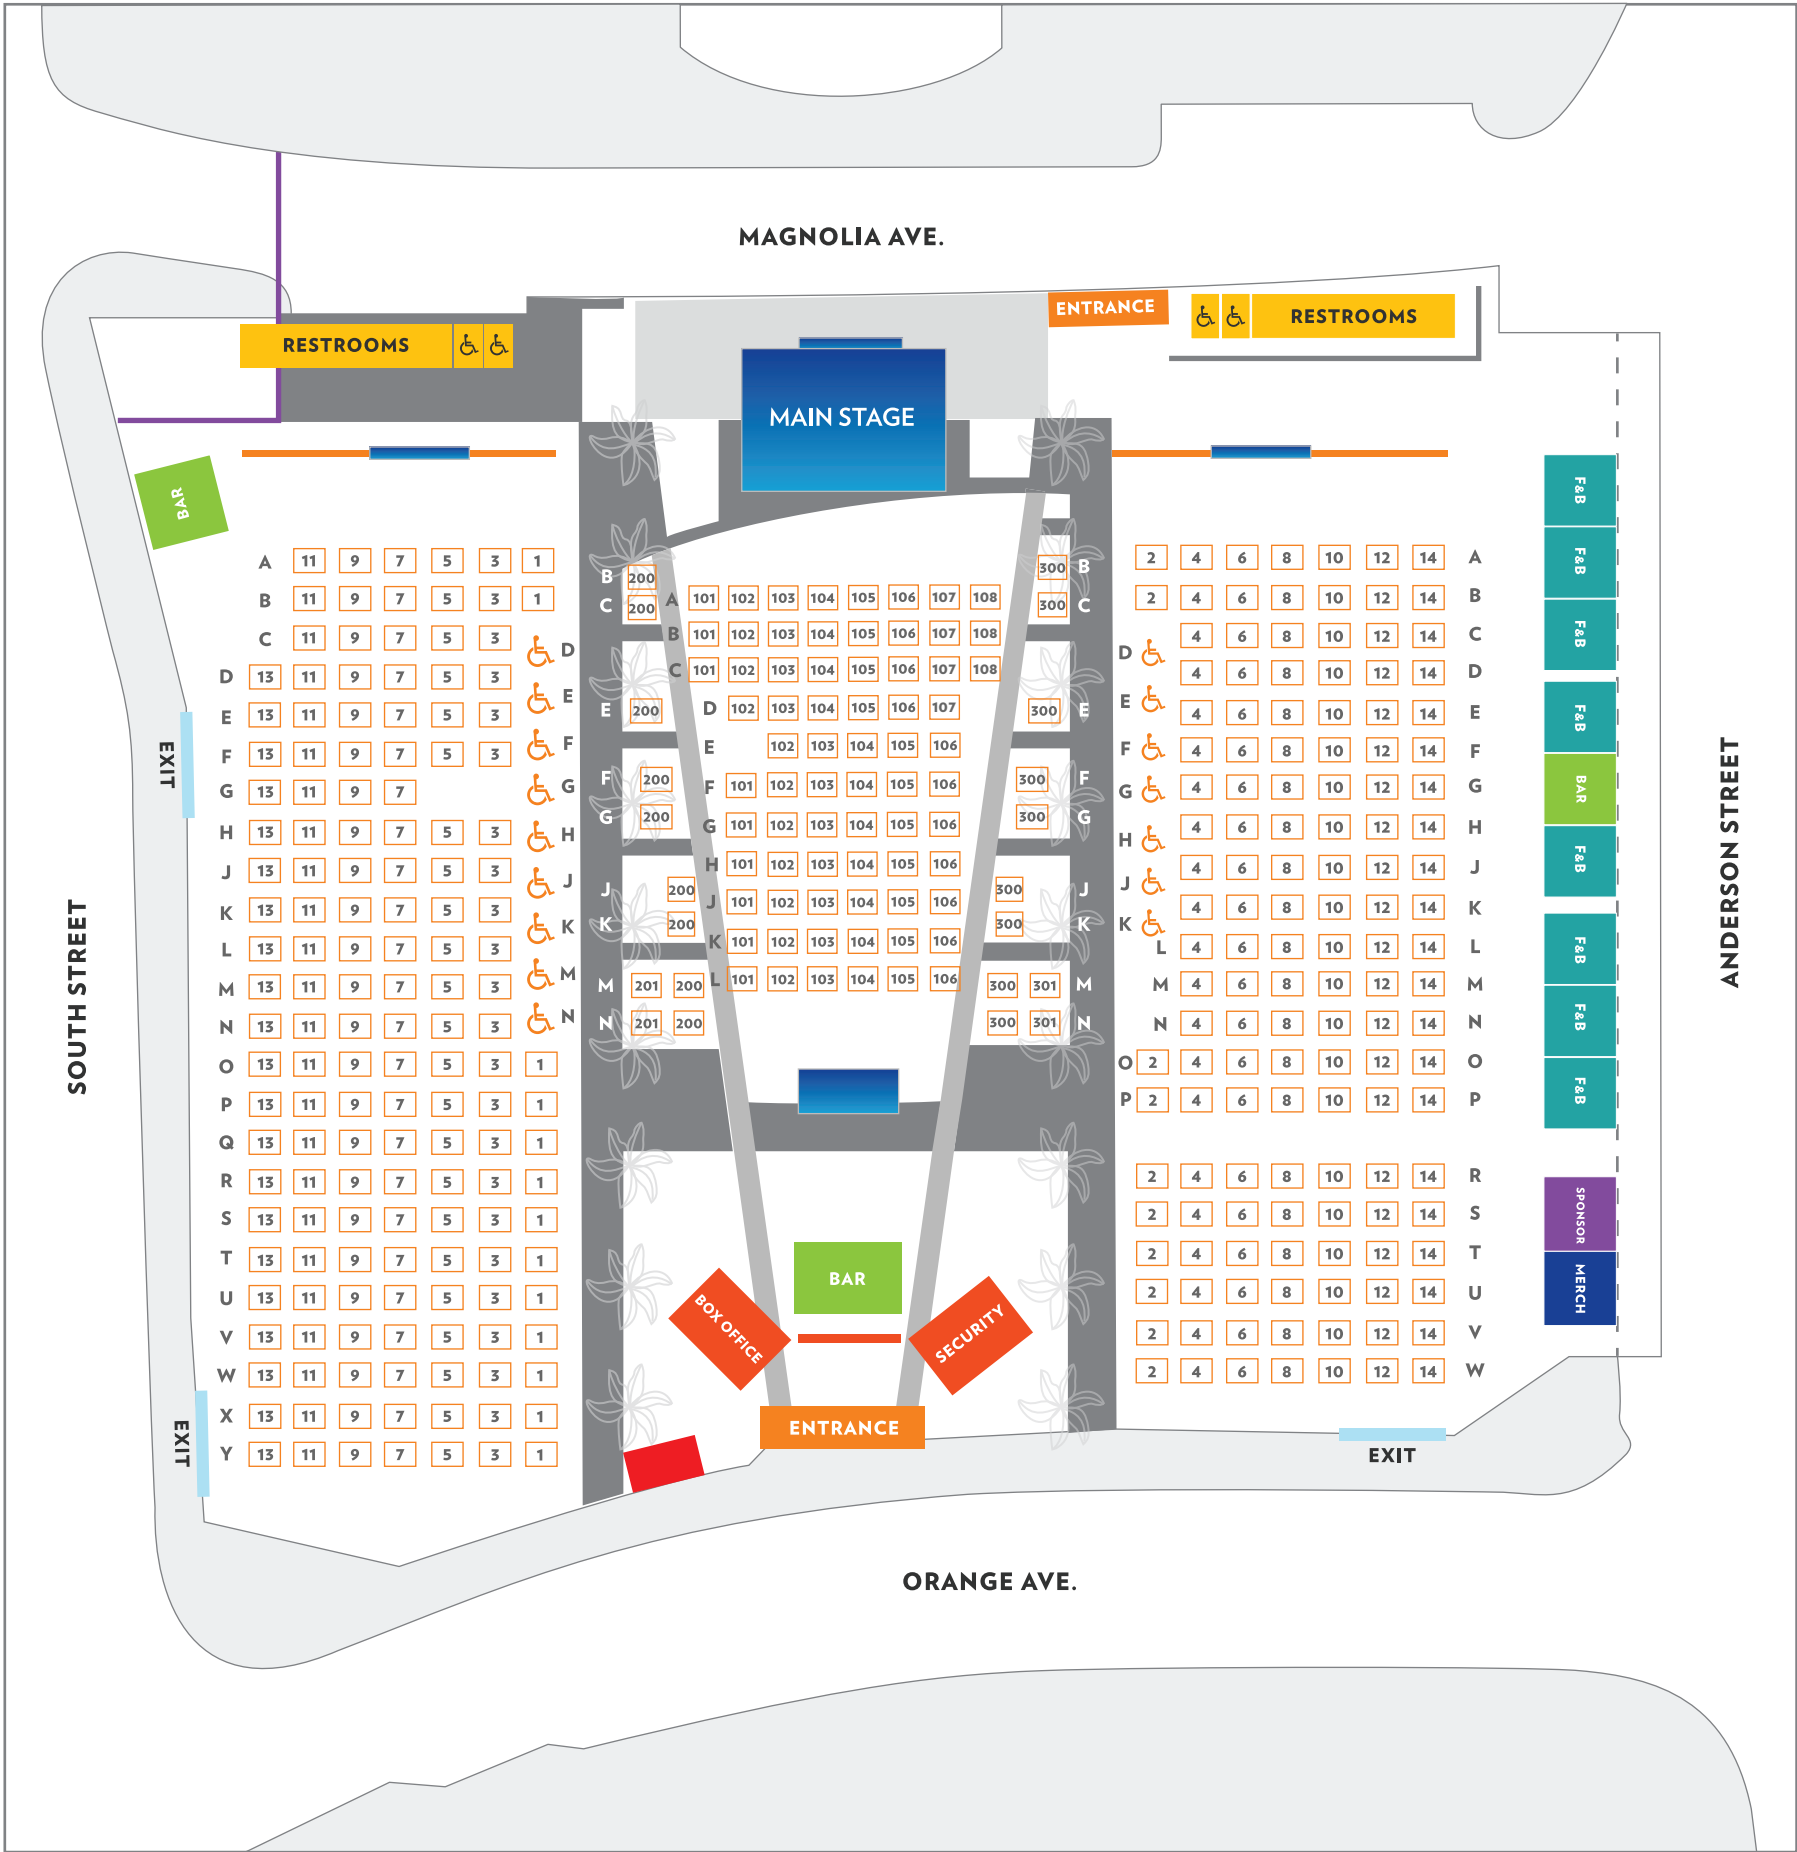 MAGNOLIA AVE.
ENTRANCE
RESTROOMS
RESTROOMS
MAIN STAGE
BAR
SOUTH STREET
EXIT
EXIT
A 11 9 7 5 3 1
B 11 9 7 5 3 1
C 11 9 7 5 3
D 13 11 9 7 5 3 D
E 13 11 9 7 5 3 E
F 13 11 9 7 5 3 F
G 13 11 9 7 G
H 13 11 9 7 5 3 H
J 13 11 9 7 5 3 J
K 13 11 9 7 5 3 K
L 13 11 9 7 5 3
M 13 11 9 7 5 3 M
N 13 11 9 7 5 3 N
O 13 11 9 7 5 3 1
P 13 11 9 7 5 3 1
Q 13 11 9 7 5 3 1
R 13 11 9 7 5 3 1
S 13 11 9 7 5 3 1
T 13 11 9 7 5 3 1
U 13 11 9 7 5 3 1
V 13 11 9 7 5 3 1
W 13 11 9 7 5 3 1
X 13 11 9 7 5 3 1
Y 13 11 9 7 5 3 1
B 200
C 200
E 200
F 200
G 200
J 200
K 200
M 201 200
N 201 200
A 101 102 103 104 105 106 107 108
B 101 102 103 104 105 106 107 108
C 101 102 103 104 105 106 107 108
D 102 103 104 105 106 107
E 102 103 104 105 106
F 101 102 103 104 105 106
G 101 102 103 104 105 106
H 101 102 103 104 105 106
J 101 102 103 104 105 106
K 101 102 103 104 105 106
L 101 102 103 104 105 106
300 B
300 C
300 E
300 F
300 G
300 J
300 K
300 301 M
300 301 N
2 4 6 8 10 12 14 A
2 4 6 8 10 12 14 B
4 6 8 10 12 14 C
D 4 6 8 10 12 14 D
E 4 6 8 10 12 14 E
F 4 6 8 10 12 14 F
G 4 6 8 10 12 14 G
H 4 6 8 10 12 14 H
J 4 6 8 10 12 14 J
K 4 6 8 10 12 14 K
L 4 6 8 10 12 14 L
M 4 6 8 10 12 14 M
N 4 6 8 10 12 14 N
O 2 4 6 8 10 12 14 O
P 2 4 6 8 10 12 14 P
2 4 6 8 10 12 14 R
2 4 6 8 10 12 14 S
2 4 6 8 10 12 14 T
2 4 6 8 10 12 14 U
2 4 6 8 10 12 14 V
2 4 6 8 10 12 14 W
F&B
F&B
F&B
F&B
BAR
F&B
F&B
F&B
F&B
SPONSOR
MERCH
ANDERSON STREET
BAR
BOX OFFICE
SECURITY
ENTRANCE
EXIT
ORANGE AVE.